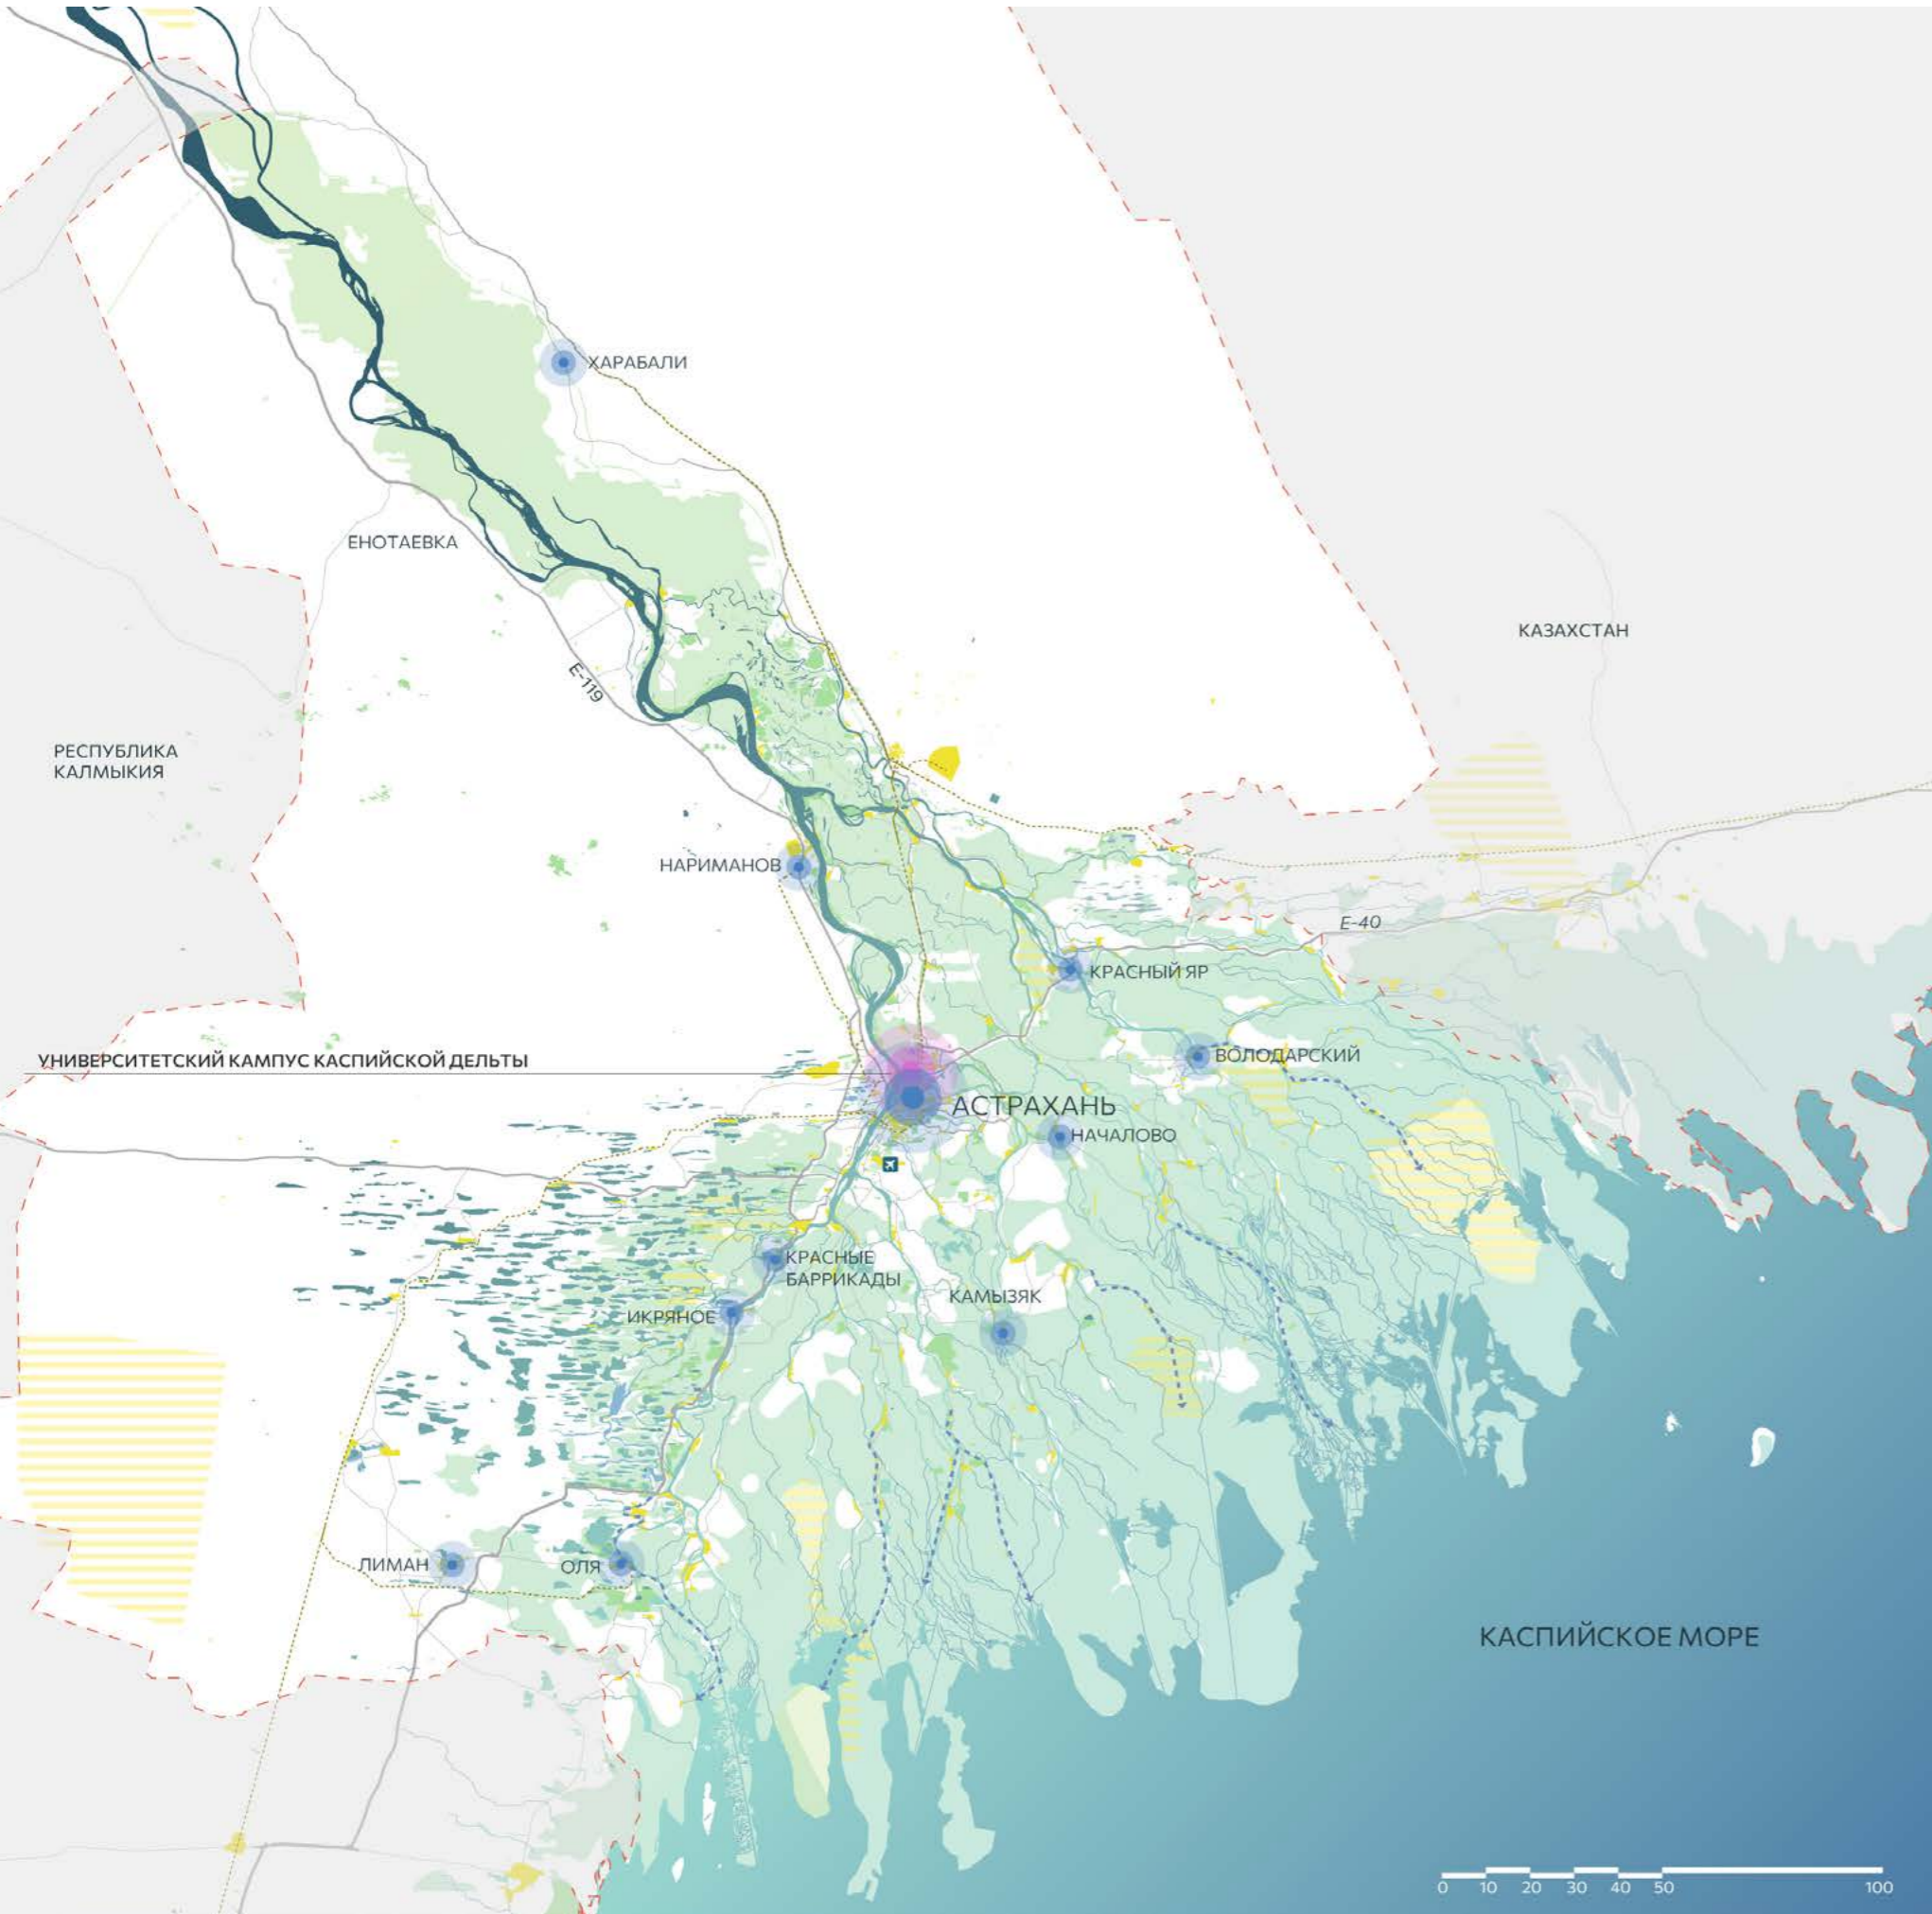 ХАРАБАЛИ
ЕНОТАЕВКА
КАЗАХСТАН
E-119
РЕСПУБЛИКА
КАЛМЫКИЯ
НАРИМАНОВ
E-40
КРАСНЫЙ ЯР
ВОЛОДАРСКИЙ
УНИВЕРСИТЕТСКИЙ КАМПУС КАСПИЙСКОЙ ДЕЛЬТЫ
АСТРАХАНЬ
НАЧАЛОВО
КРАСНЫЕ
БАРРИКАДЫ
КАМЫЗЯК
ИКРЯНОЕ
ЛИМАН
ОЛЯ
КАСПИЙСКОЕ МОРЕ
0 10 20 30 40 50 100